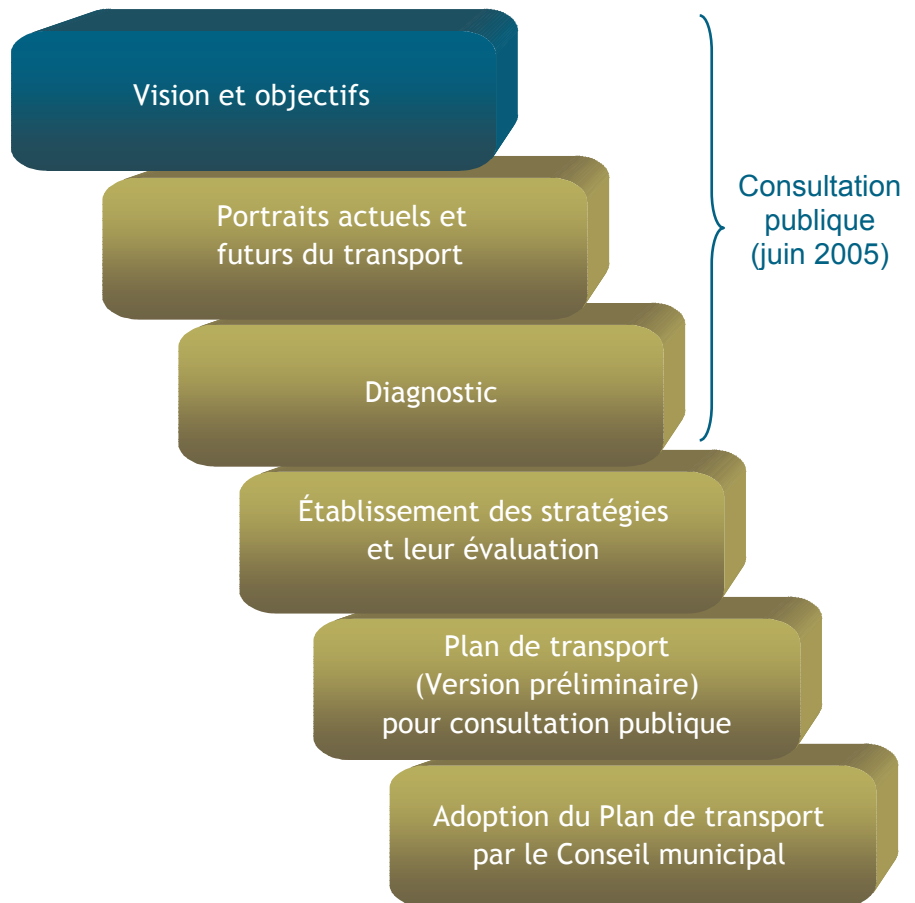 Vision et objectifs
Portraits actuels et
futurs du transport
Consultation
publique
(juin 2005)
Diagnostic
Établissement des stratégies
et leur évaluation
Plan de transport
(Version préliminaire)
pour consultation publique
Adoption du Plan de transport
par le Conseil municipal